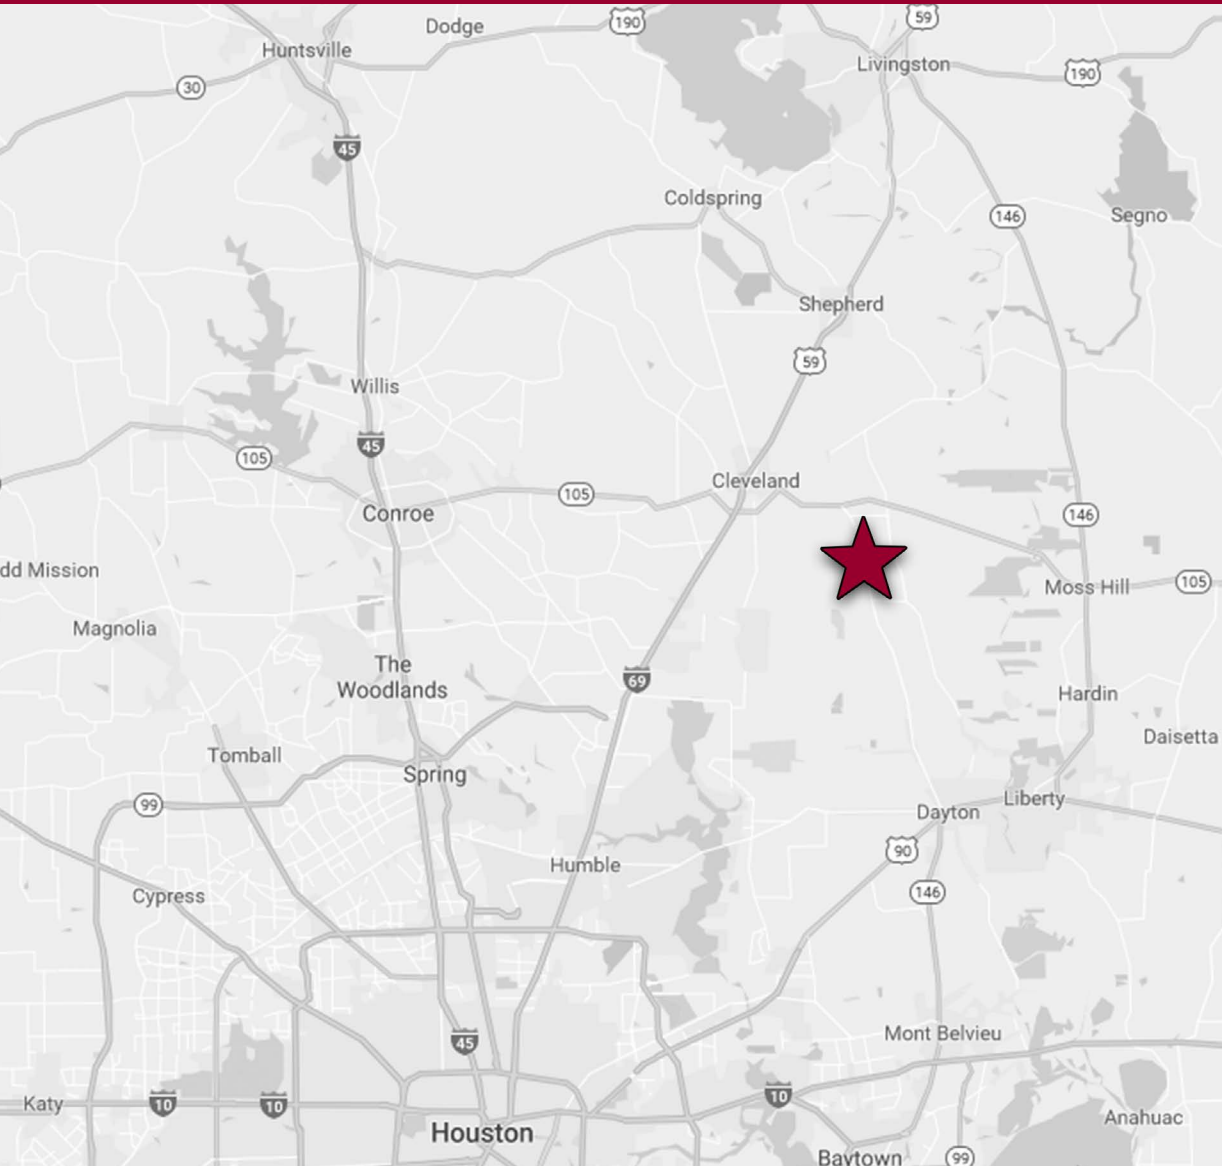 59
Dodge
190
Huntsville
Livingston
190
30
45
Coldspring
146
Segno
Shepherd
59
Willis
45
105
Cleveland
105
Conroe
146
dd Mission
Moss Hill
105
Magnolia
The
Woodlands
69
Hardin
Daisetta
Tomball
Spring
99
Liberty
Dayton
90
Humble
Cypress
146
Mont Belvieu
45
10
Katy
10
10
Anahuac
Houston
Baytown
99